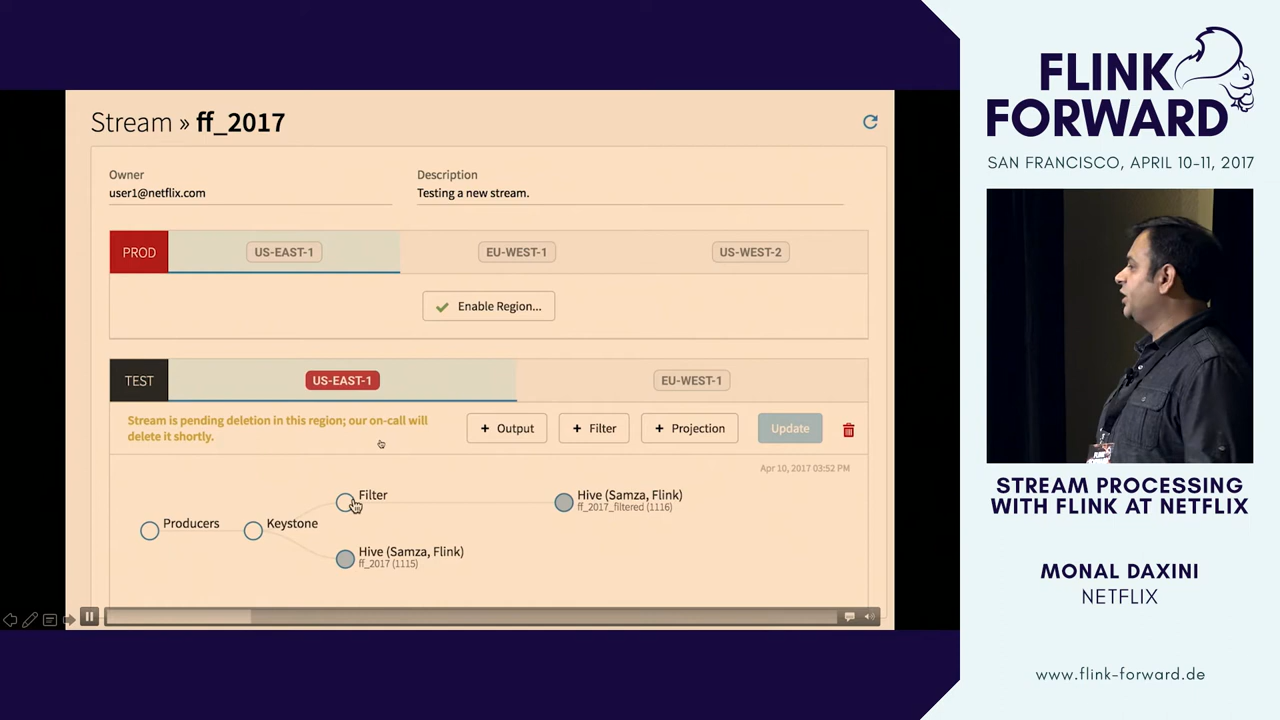 Stream » ff_2017
Owner
user1@netflix.com
Description
Testing a new stream.
PROD
US-EAST-1
EU-WEST-1
US-WEST-2
Enable Region...
TEST
US-EAST-1
EU-WEST-1
Stream is pending deletion in this region; our on-call will
delete it shortly.
+ Output
+ Filter
+ Projection
Update
Apr 10, 2017 03:52 PM
Producers
Keystone
Filter
Hive (Samza, Flink)
ff_2017_filtered (1116)
Hive (Samza, Flink)
ff_2017 (1115)
FLINK
FORWARD
SAN FRANCISCO, APRIL 10-11, 2017
STREAM PROCESSING
WITH FLINK AT NETFLIX
MONAL DAXINI
NETFLIX
www.flink-forward.de